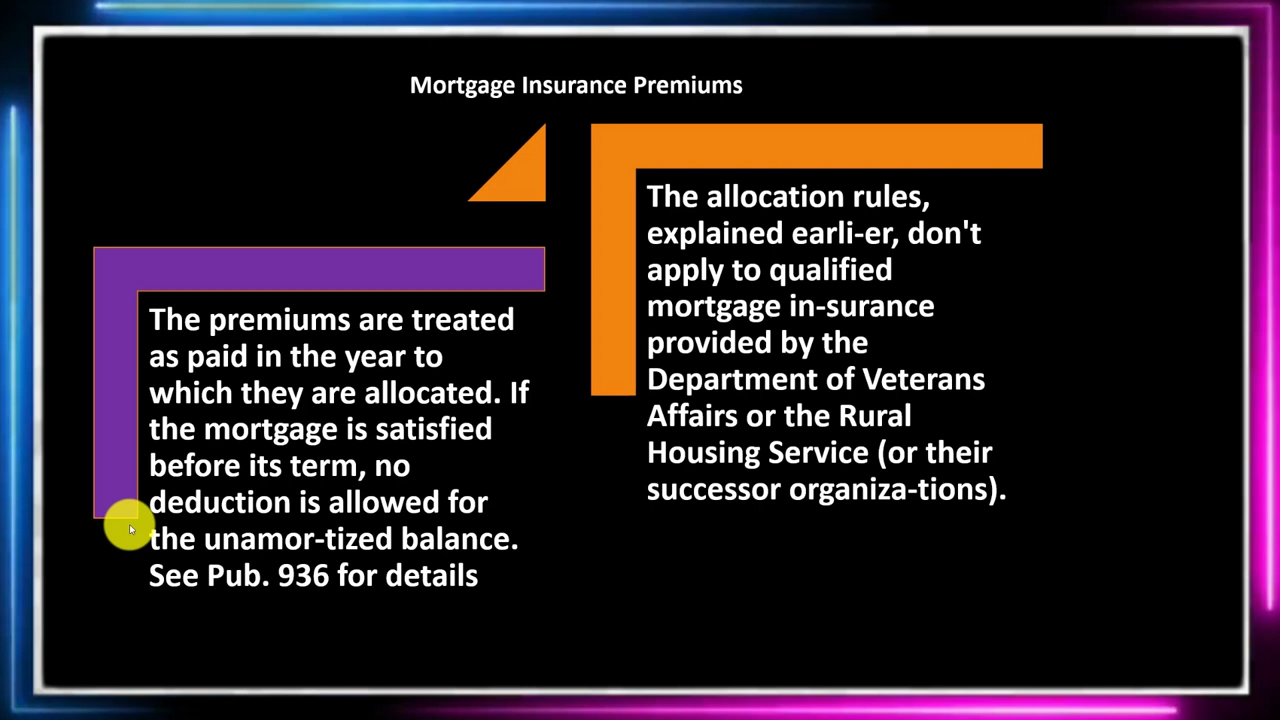 Mortgage Insurance Premiums
The premiums are treated
as paid in the year to
which they are allocated. If
the mortgage is satisfied
before its term, no
deduction is allowed for
the unamor-tized balance.
See Pub. 936 for details
The allocation rules,
explained earli-er, don't
apply to qualified
mortgage in-surance
provided by the
Department of Veterans
Affairs or the Rural
Housing Service (or their
successor organiza-tions).